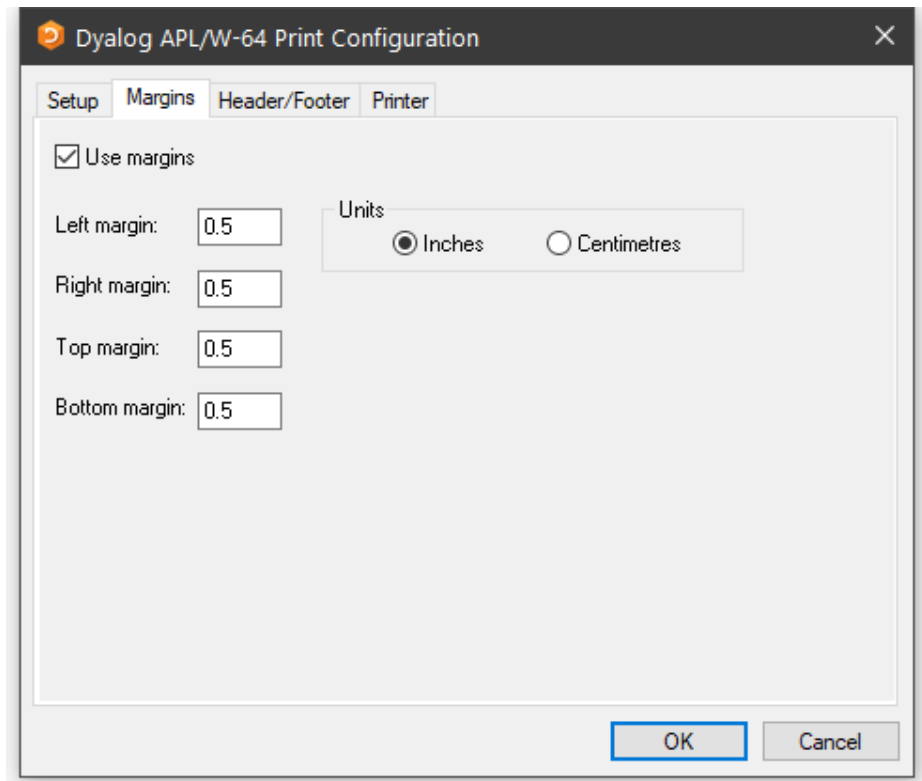 Dyalog APL/W-64 Print Configuration
Setup Margins Header/Footer Printer
Use margins
Left margin: 0.5
Units
Inches Centimetres
Right margin: 0.5
Top margin: 0.5
Bottom margin: 0.5
OK Cancel